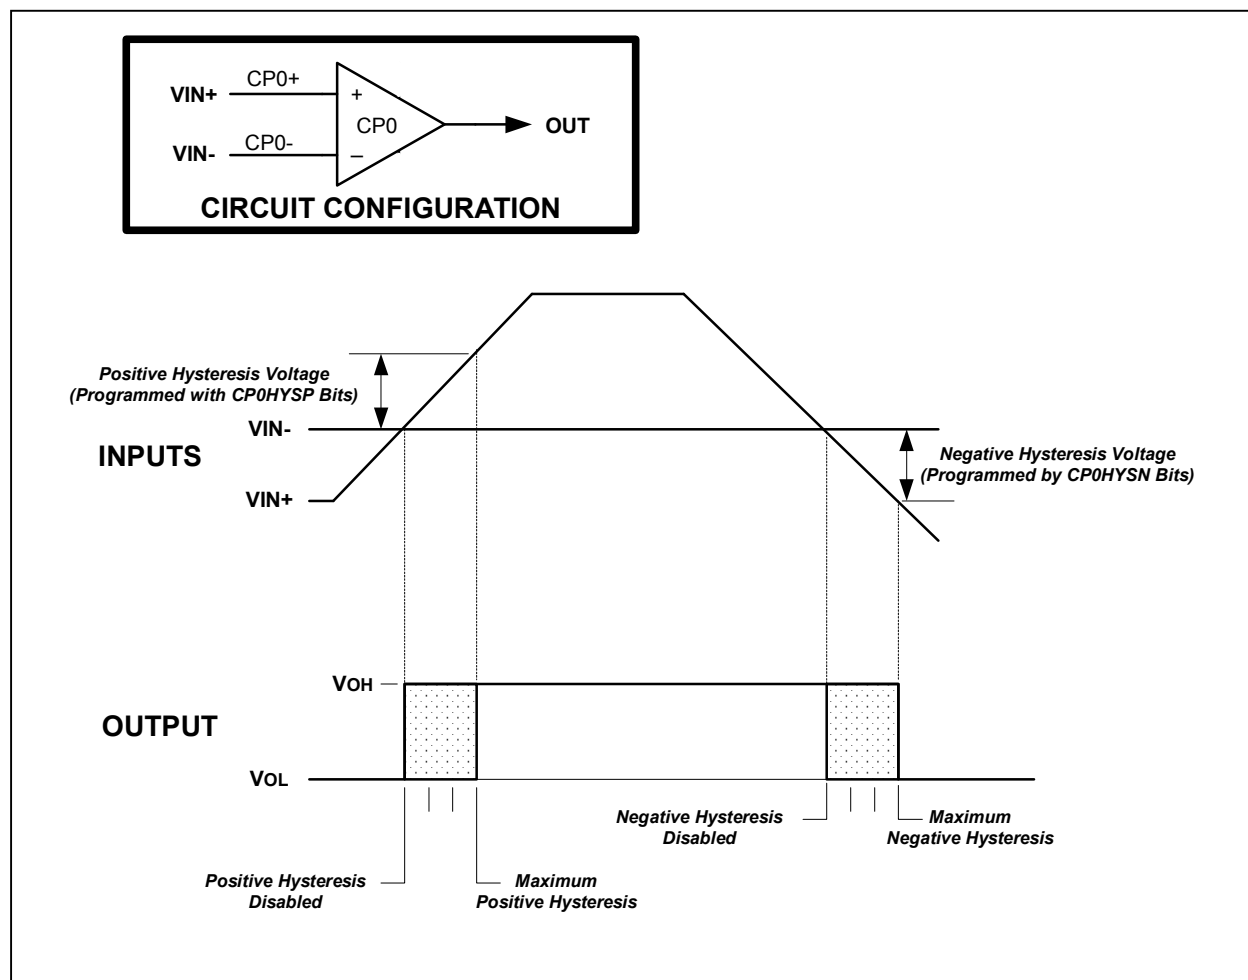 VIN+
CP0+
+
CP0
OUT
VIN-
CP0-
–
CIRCUIT CONFIGURATION
Positive Hysteresis Voltage
(Programmed with CP0HYSP Bits)
VIN-
INPUTS
VIN+
Negative Hysteresis Voltage
(Programmed by CP0HYSN Bits)
VOH
OUTPUT
VOL
Negative Hysteresis
Disabled
Maximum
Negative Hysteresis
Positive Hysteresis
Disabled
Maximum
Positive Hysteresis